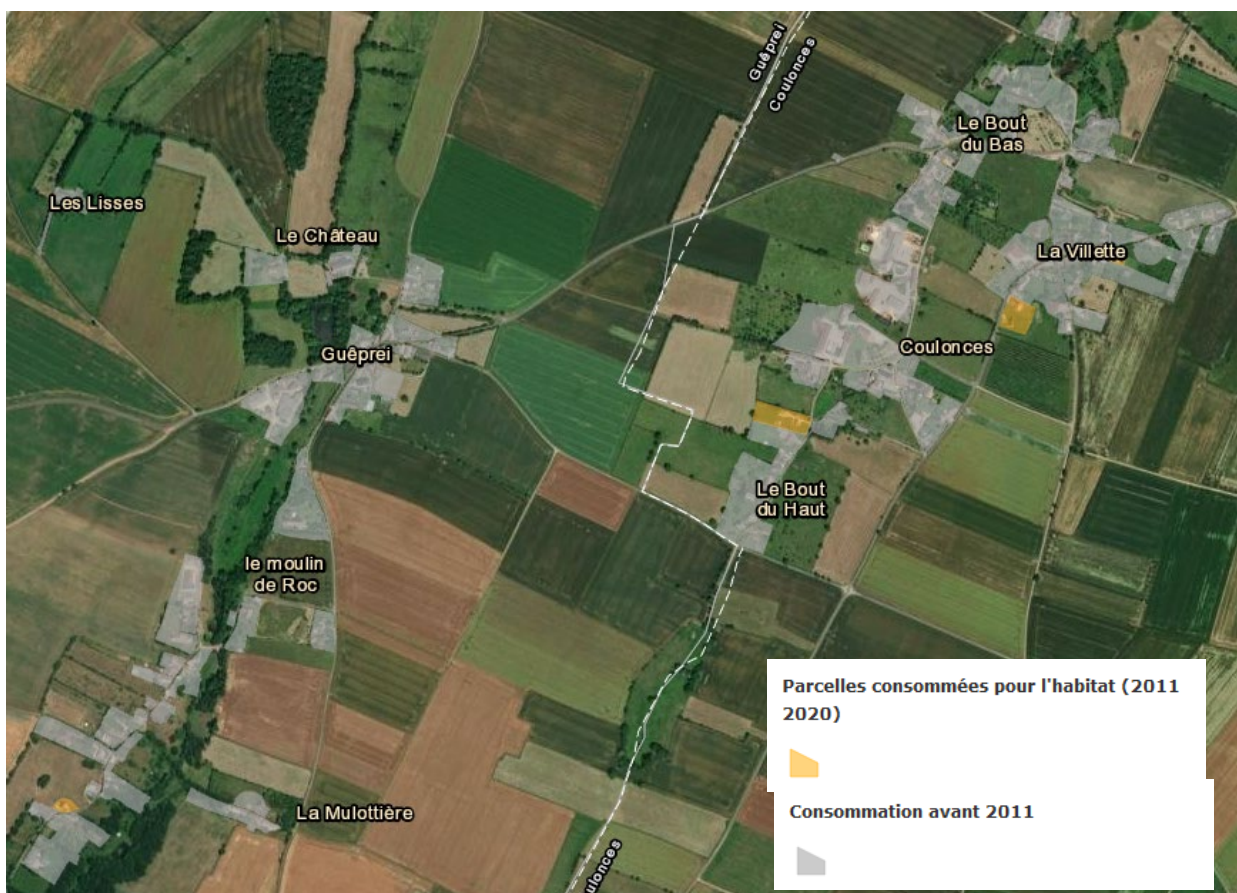 Guêprei
Coulonces
Le Bout
du Bas
Les Lisses
Le Château
La Villette
Guêprei
Coulonces
Le Bout
du Haut
le moulin
de Roc
La Mulottière
Parcelles consommées pour l'habitat (2011
2020)
Consommation avant 2011
ulonces